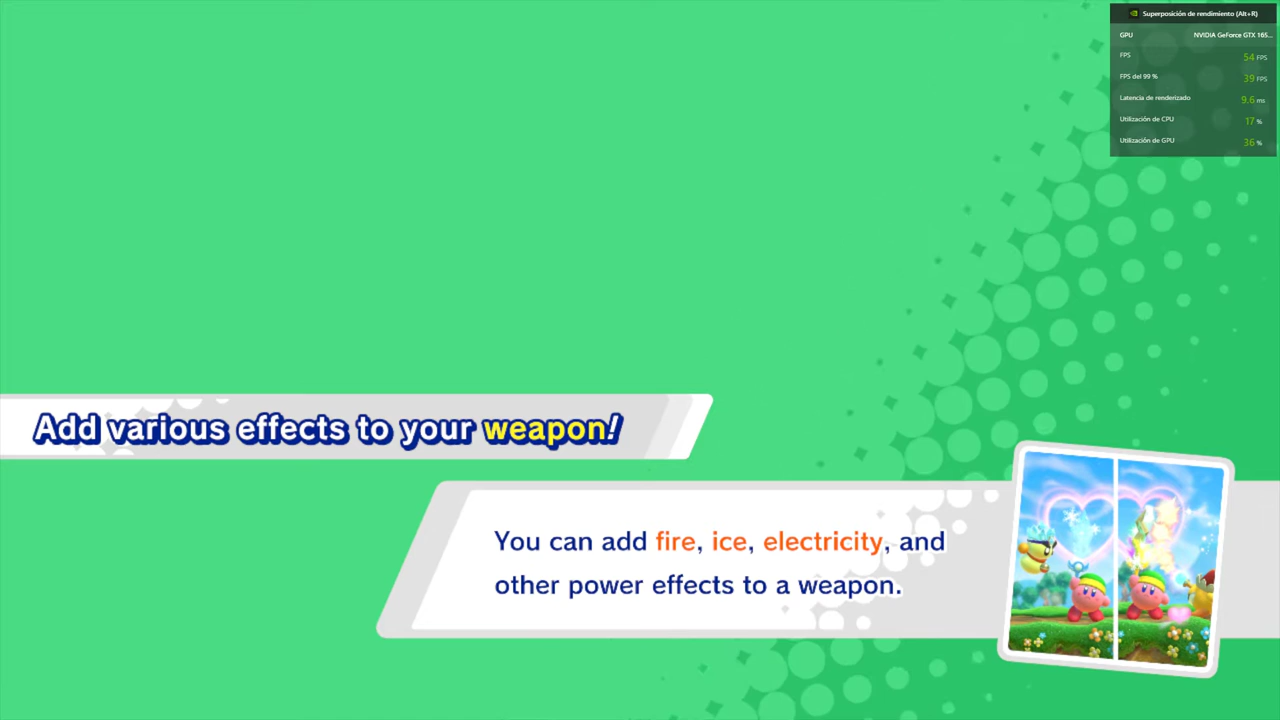 Superposición de rendimiento (Alt+R)
GPU NVIDIA GeForce GTX 165...
FPS 54 FPS
FPS del 99 % 39 FPS
Latencia de renderizado 9.6 ms
Utilización de CPU 17 %
Utilización de GPU 36 %
Add various effects to your weapon!
You can add fire, ice, electricity, and
other power effects to a weapon.